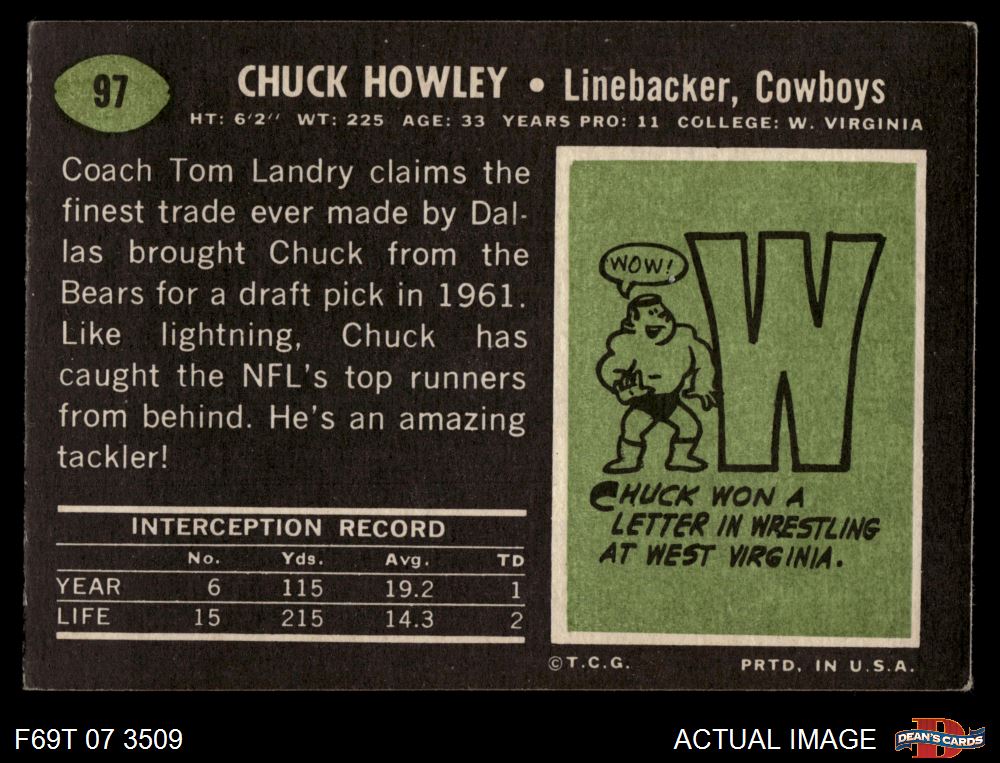 97
CHUCK HOWLEY • Linebacker, Cowboys
HT: 6'2'' WT: 225 AGE: 33 YEARS PRO: 11 COLLEGE: W. VIRGINIA
Coach Tom Landry claims the
finest trade ever made by Dal-
las brought Chuck from the
Bears for a draft pick in 1961.
Like lightning, Chuck has
caught the NFL's top runners
from behind. He's an amazing
tackler!
INTERCEPTION RECORD
No. Yds. Avg. TD
YEAR 6 115 19.2 1
LIFE 15 215 14.3 2
WOW!
W
CHUCK WON A
LETTER IN WRESTLING
AT WEST VIRGINIA.
©T.C.G. PRTD. IN U.S.A.
F69T 07 3509
ACTUAL IMAGE
D
DEAN'S CARDS